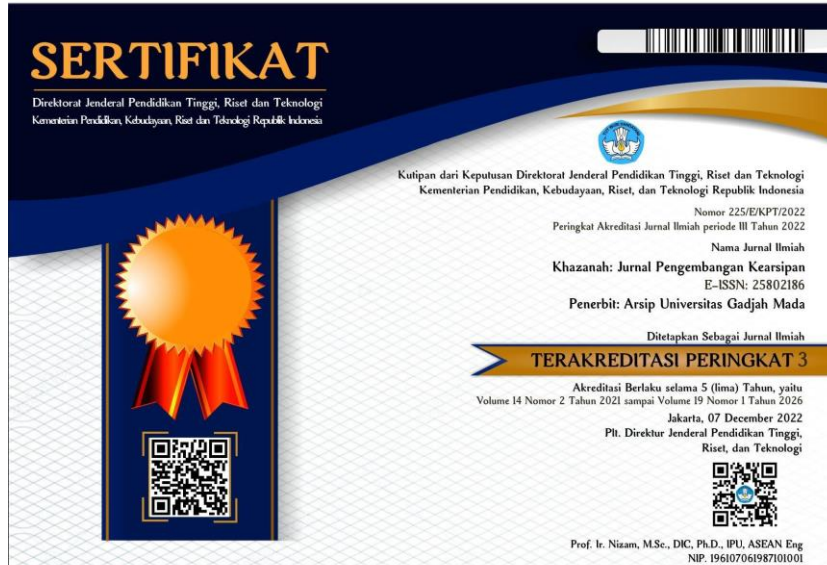 SERTIFIKAT
Direktorat Jenderal Pendidikan Tinggi, Riset dan Teknologi
Kementerian Pendidikan, Kebudayaan, Riset dan Teknologi Republik Indonesia
Kutipan dari Keputusan Direktorat Jenderal Pendidikan Tinggi, Riset dan Teknologi
Kementerian Pendidikan, Kebudayaan, Riset, dan Teknologi Republik Indonesia
Nomor 225/E/KPT/2022
Peringkat Akreditasi Jurnal Ilmiah periode III Tahun 2022
Nama Jurnal Ilmiah
Khazanah: Jurnal Pengembangan Kearsipan
E-ISSN: 25802186
Penerbit: Arsip Universitas Gadjah Mada
Ditetapkan Sebagai Jurnal Ilmiah
TERAKREDITASI PERINGKAT 3
Akreditasi Berlaku selama 5 (lima) Tahun, yaitu
Volume 14 Nomor 2 Tahun 2021 sampai Volume 19 Nomor 1 Tahun 2026
Jakarta, 07 December 2022
Plt. Direktur Jenderal Pendidikan Tinggi,
Riset, dan Teknologi
Prof. Ir. Nizam, M.Sc., DIC, Ph.D., IPU, ASEAN Eng
NIP. 196107061987101001